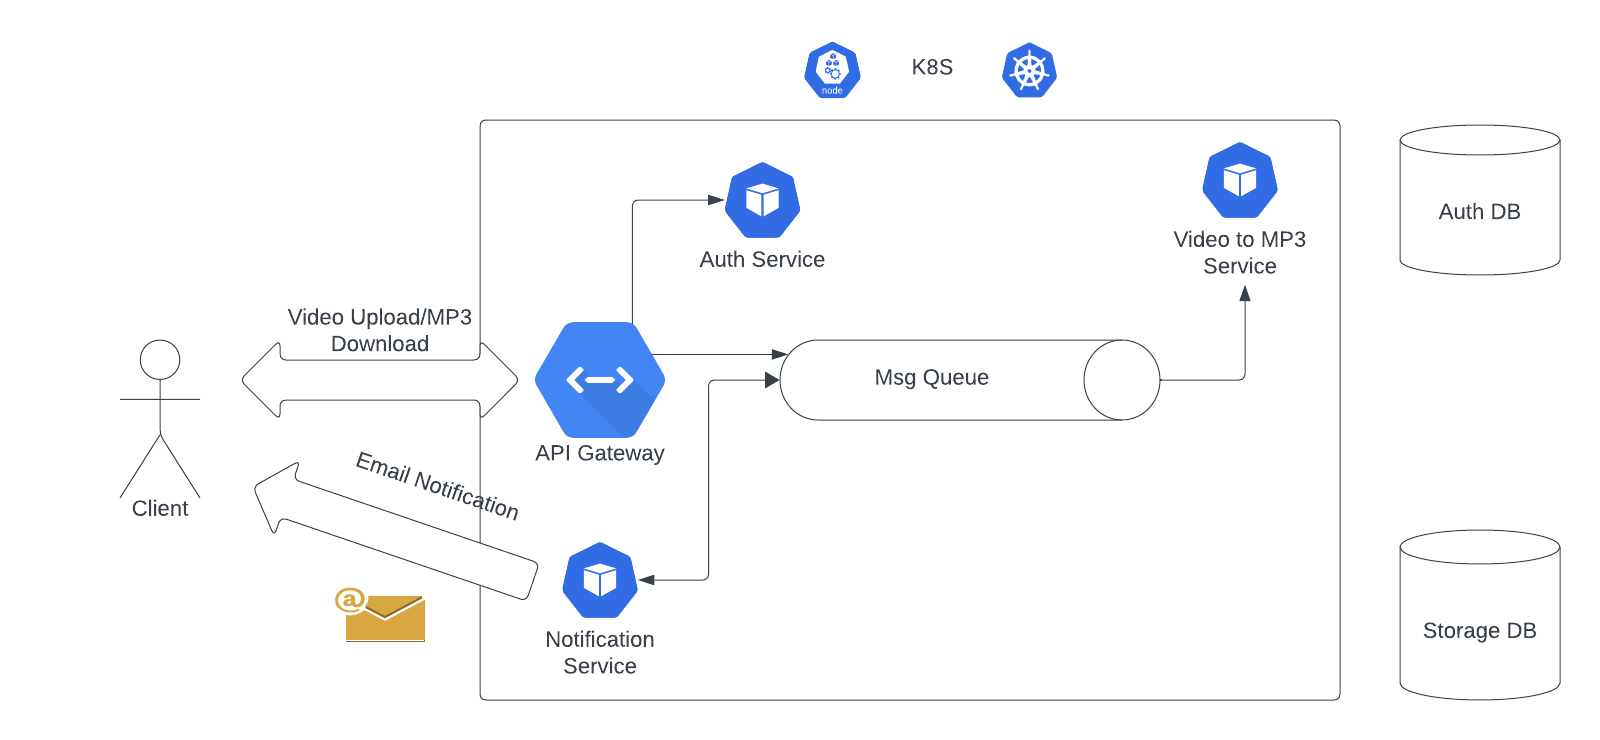 K8S
node
Auth DB
Video to MP3
Service
Auth Service
Video Upload/MP3
Download
Msg Queue
API Gateway
Email Notification
Client
@
Storage DB
Notification
Service